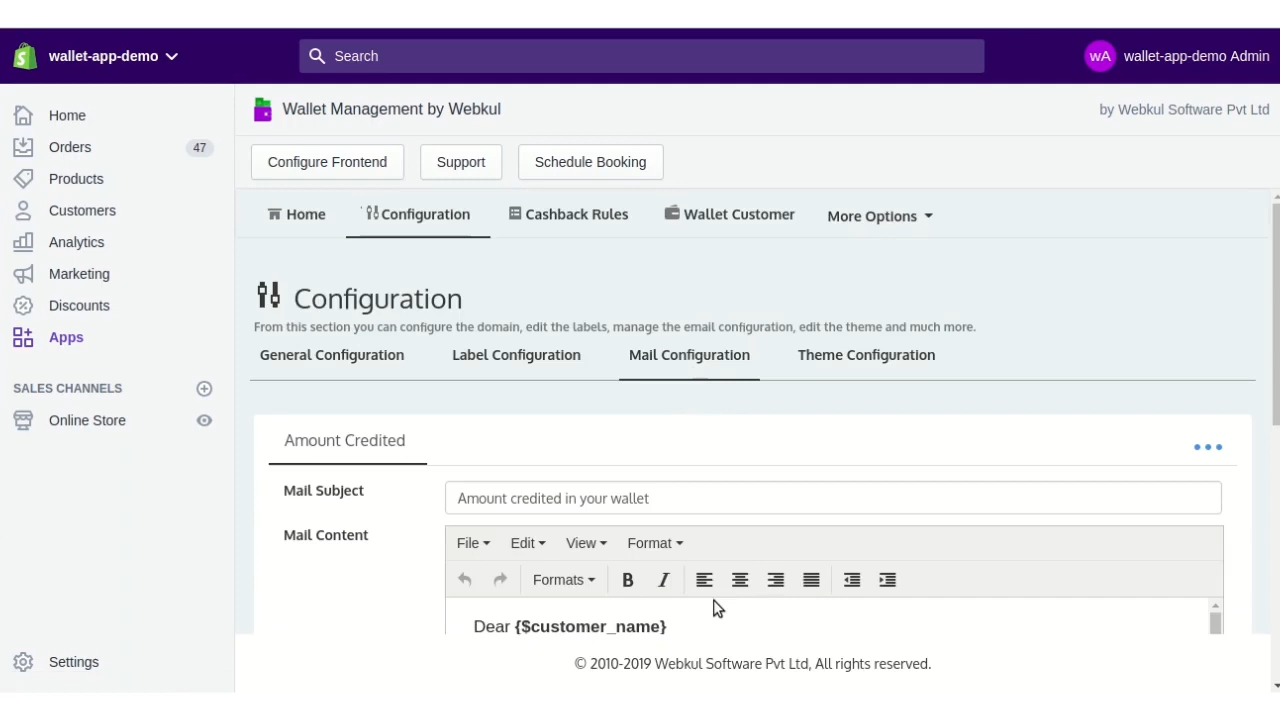 wallet-app-demo
Search
wA wallet-app-demo Admin
Home
Orders 47
Products
Customers
Analytics
Marketing
Discounts
Apps
SALES CHANNELS
Online Store
Settings
Wallet Management by Webkul
by Webkul Software Pvt Ltd
Configure Frontend Support Schedule Booking
Home Configuration Cashback Rules Wallet Customer More Options
Configuration
From this section you can configure the domain, edit the labels, manage the email configuration, edit the theme and much more.
General Configuration Label Configuration Mail Configuration Theme Configuration
Amount Credited
Mail Subject Amount credited in your wallet
Mail Content
File Edit View Format
Formats B I
Dear {$customer_name}
© 2010-2019 Webkul Software Pvt Ltd, All rights reserved.